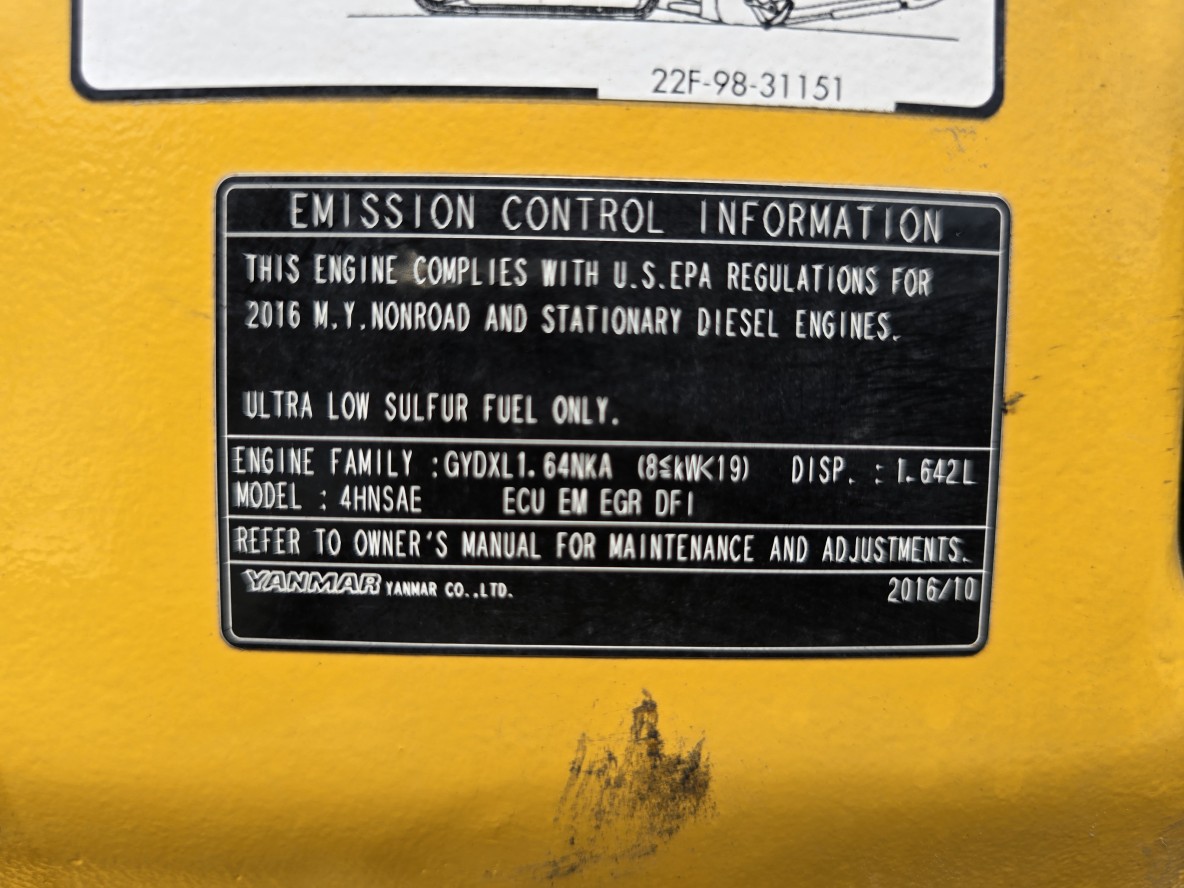 22F-98-31151
EMISSION CONTROL INFORMATION
THIS ENGINE COMPLIES WITH U.S.EPA REGULATIONS FOR
2016 M.Y.NONROAD AND STATIONARY DIESEL ENGINES.
ULTRA LOW SULFUR FUEL ONLY.
ENGINE FAMILY :GYDXL1.64NKA (8≤kW<19) DISP. : 1.642L
MODEL : 4HNSAE ECU EM EGR DFI
REFER TO OWNER'S MANUAL FOR MAINTENANCE AND ADJUSTMENTS.
YANMAR YANMAR CO.,LTD. 2016/10